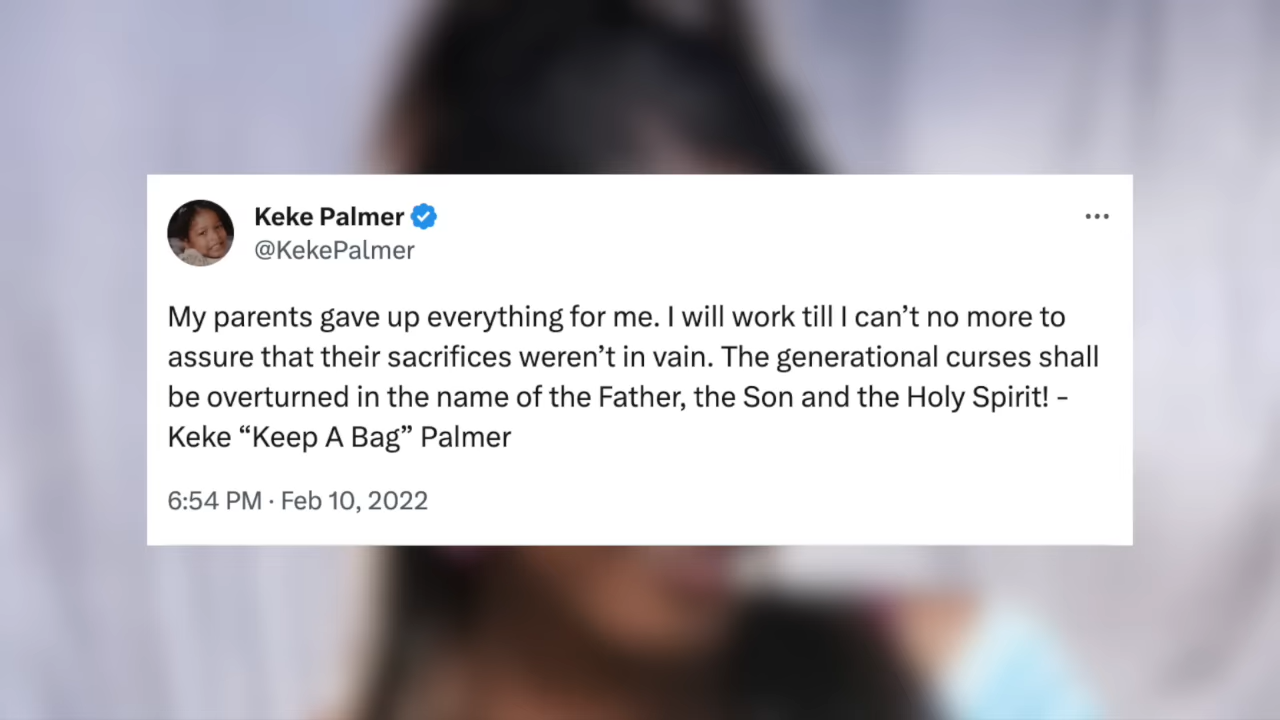 Keke Palmer
@KekePalmer
My parents gave up everything for me. I will work till I can’t no more to
assure that their sacrifices weren’t in vain. The generational curses shall
be overturned in the name of the Father, the Son and the Holy Spirit! -
Keke “Keep A Bag” Palmer
6:54 PM · Feb 10, 2022